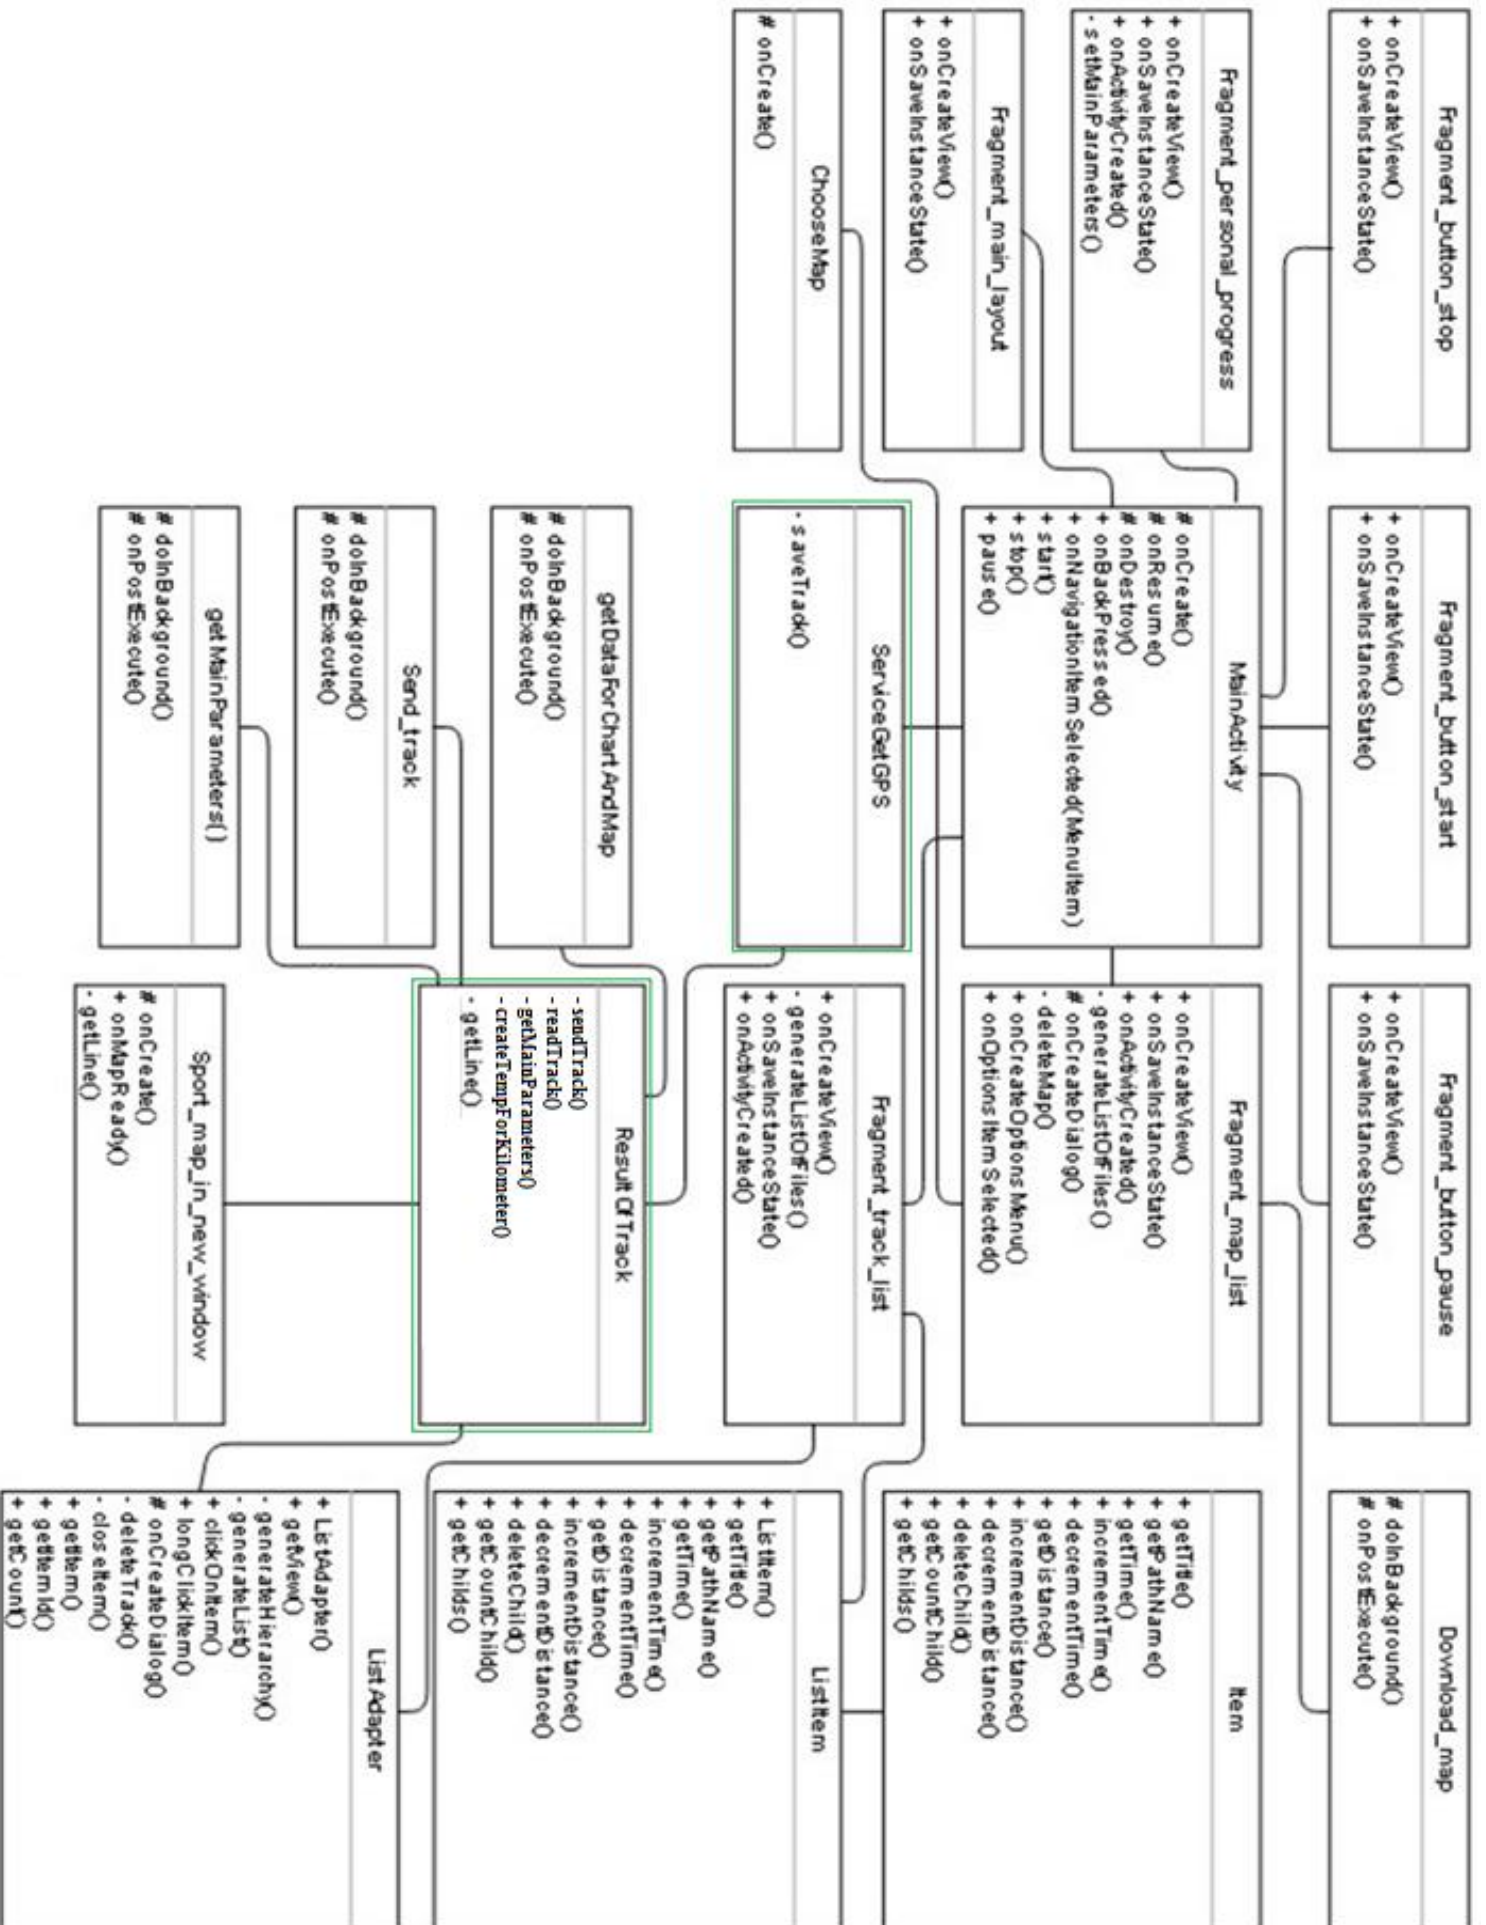 Fragment_button_stop
+ onCreateView()
+ onSaveInstanceState()
Fragment_button_start
+ onCreateView()
+ onSaveInstanceState()
Fragment_button_pause
+ onCreateView()
+ onSaveInstanceState()
Download_map
# doInBackground()
# onPostExecute()
Fragment_personal_progress
+ onCreateView()
+ onSaveInstanceState()
+ onActivityCreated()
- setMainParameters()
MainActivity
# onCreate()
# onResume()
# onDestroy()
+ onBackPressed()
+ onNavigationItemSelected(MenuItem)
+ start()
+ stop()
+ pause()
Fragment_map_list
+ onCreateView()
+ onSaveInstanceState()
+ onActivityCreated()
- generateListOfFiles()
# onCreateDialog()
- deleteMap()
+ onCreateOptionsMenu()
+ onOptionsItemSelected()
Item
+ getTitle()
+ getPathName()
+ getTime()
+ incrementTime()
+ decrementTime()
+ getDistance()
+ incrementDistance()
+ decrementDistance()
+ deleteChild()
+ getCountChild()
+ getChilds()
Fragment_main_layout
+ onCreateView()
+ onSaveInstanceState()
ChooseMap
# onCreate()
ServiceGetGPS
- saveTrack()
Fragment_track_list
+ onCreateView()
- generateListOfFiles()
+ onSaveInstanceState()
+ onActivityCreated()
ListItem
+ ListItem()
+ getTitle()
+ getPathName()
+ getTime()
+ incrementTime()
+ decrementTime()
+ getDistance()
+ incrementDistance()
+ decrementDistance()
+ deleteChild()
+ getCountChild()
+ getChilds()
getDataForChartAndMap
# doInBackground()
# onPostExecute()
ResultOfTrack
- sendTrack()
- readTrack()
- getMainParameters()
- createTempForKilometer()
- getLine()
Send_track
# doInBackground()
# onPostExecute()
ListAdapter
+ ListAdapter()
+ getView()
- generateHierarchy()
- generateList()
+ clickOnItem()
+ longClickItem()
# onCreateDialog()
- deleteTrack()
- closeItem()
+ getItem()
+ getItemId()
+ getCount()
getMainParameters()
# doInBackground()
# onPostExecute()
Sport_map_in_new_window
# onCreate()
+ onMapReady()
- getLine()